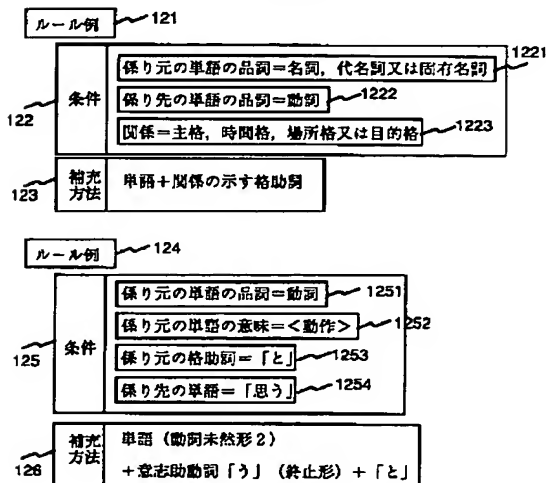 ルール例 121
122 条件
係り元の単語の品詞=名詞,代名詞又は固有名詞 1221
係り先の単語の品詞=動詞 1222
関係=主格,時間格,場所格又は目的格 1223
123 補充方法 単語+関係の示す格助詞
ルール例 124
125 条件
係り元の単語の品詞=動詞 1251
係り元の単語の意味=<動作> 1252
係り元の格助詞=「と」 1253
係り先の単語=「思う」 1254
126 補充方法 単語(動詞未然形2)
+意志助動詞「う」(終止形)+「と」